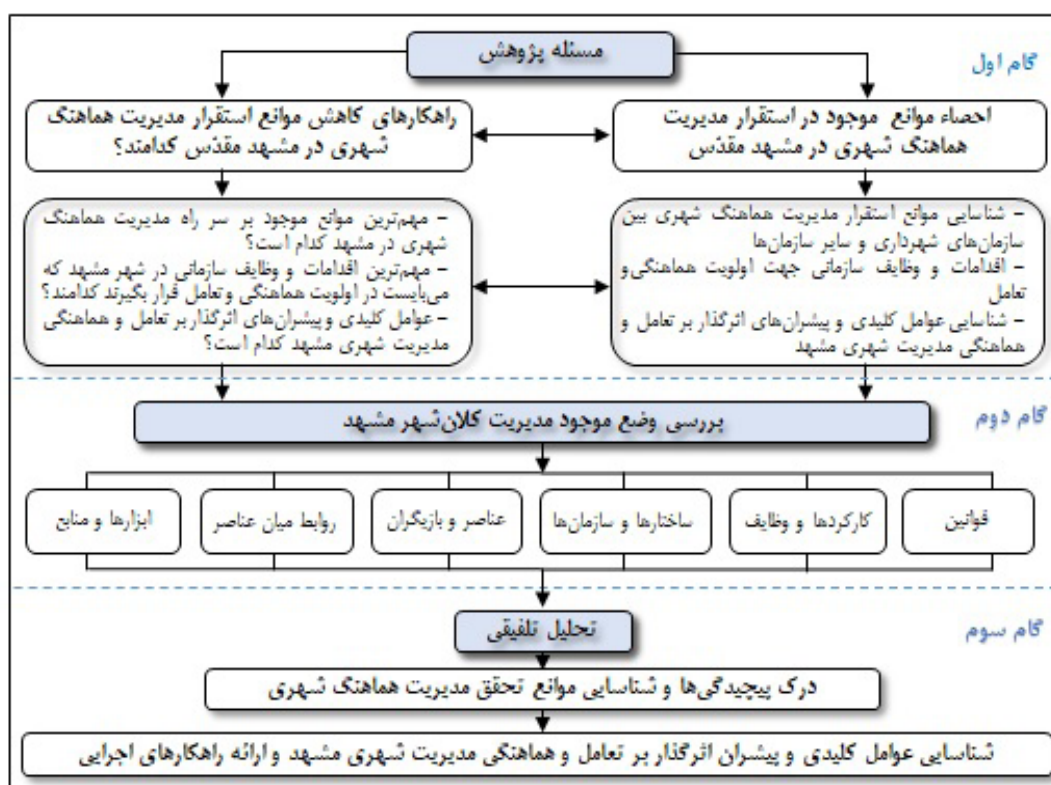 مسئله پژوهش
گام اول
احصاء موانع موجود در استقرار مدیریت
هماهنگ شهری در مشهد مقدّس
راهکارهای کاهش موانع استقرار مدیریت هماهنگ
شهری در مشهد مقدّس کدامند؟
– شناسایی موانع استقرار مدیریت هماهنگ شهری بین
سازمان‌های شهرداری و سایر سازمان‌ها
– اقدامات و وظایف سازمانی جهت اولویت هماهنگی‌و
تعامل
– شناسایی عوامل کلیدی و پیشران‌های اثرگذار بر تعامل و
هماهنگی مدیریت شهری مشهد
– مهم‌ترین موانع موجود بر سر راه مدیریت هماهنگ
شهری در مشهد کدام است؟
– مهم‌ترین اقدامات و وظایف سازمانی در شهر مشهد که
می‌بایست در اولویت هماهنگی و تعامل قرار بگیرند کدامند؟
– عوامل کلیدی و پیشران‌های اثرگذار بر تعامل و هماهنگی
مدیریت شهری مشهد کدام است؟
گام دوم
بررسی وضع موجود مدیریت کلان‌شهر مشهد
قوانین
کارکردها و وظایف
ساختارها و سازمان‌ها
عناصر و بازیگران
روابط میان عناصر
ابزارها و منابع
گام سوم
تحلیل تلفیقی
درک پیچیدگی‌ها و شناسایی موانع تحقق مدیریت هماهنگ شهری
شناسایی عوامل کلیدی و پیشران اثرگذار بر تعامل و هماهنگی مدیریت شهری مشهد و ارائه راهکارهای اجرایی